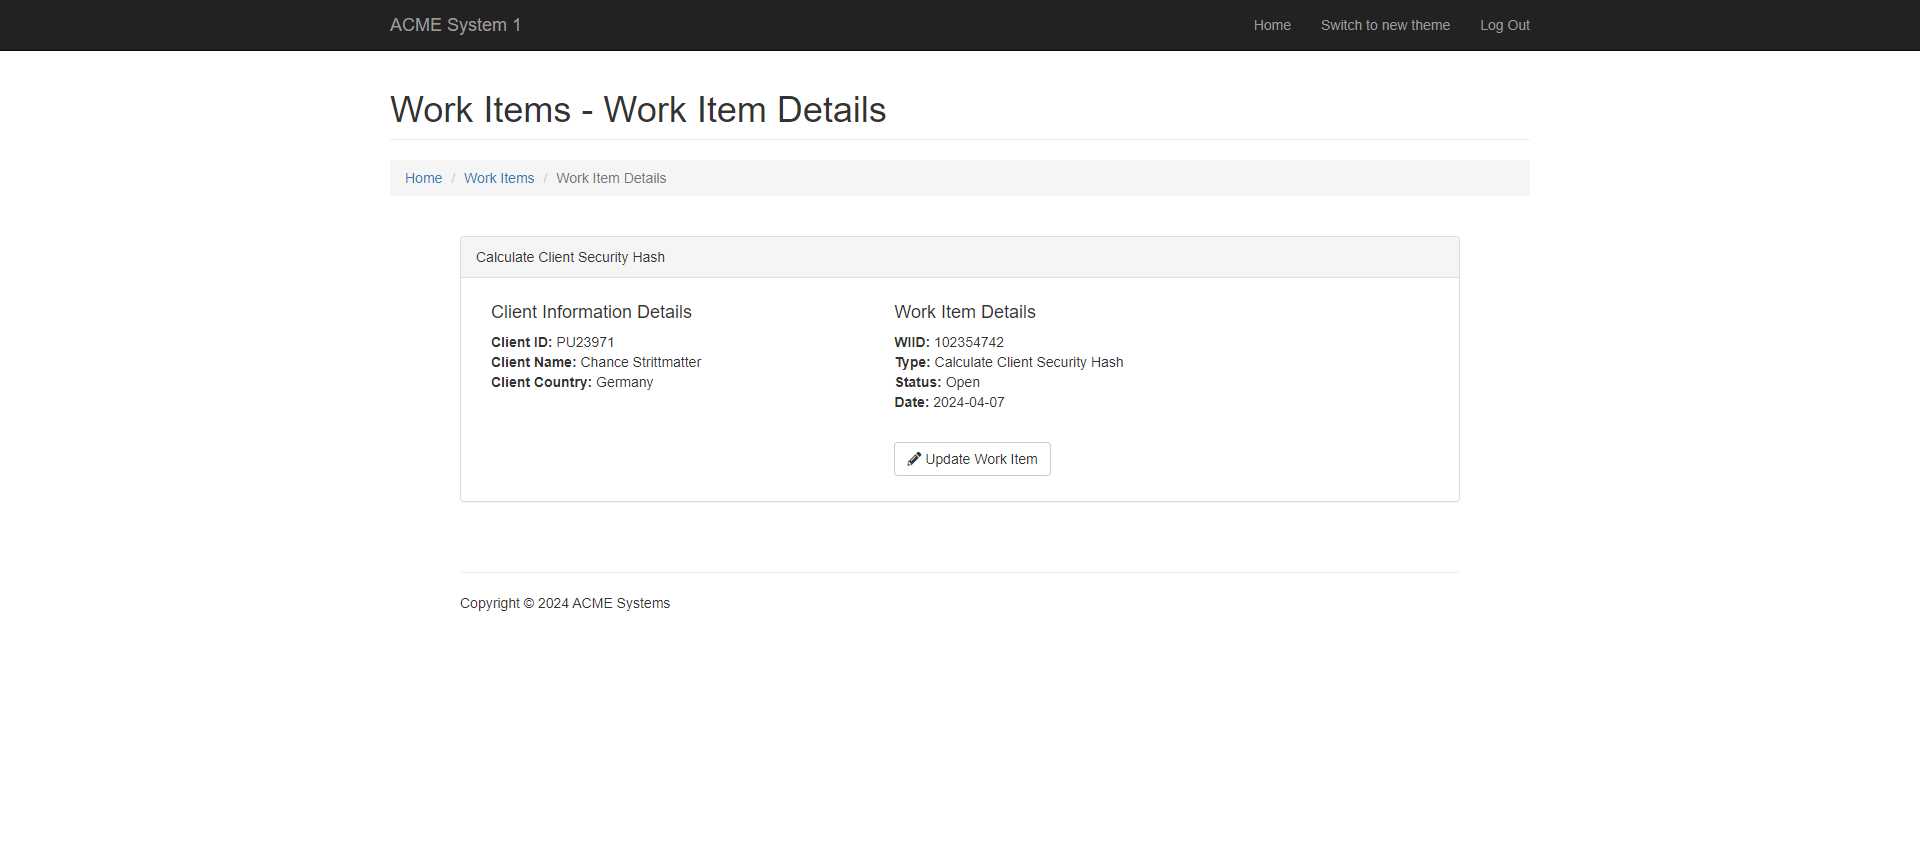 ACME System 1
Home
Switch to new theme
Log Out
Work Items - Work Item Details
Home / Work Items / Work Item Details
Calculate Client Security Hash
Client Information Details
Client ID: PU23971
Client Name: Chance Strittmatter
Client Country: Germany
Work Item Details
WIID: 102354742
Type: Calculate Client Security Hash
Status: Open
Date: 2024-04-07
Update Work Item
Copyright © 2024 ACME Systems